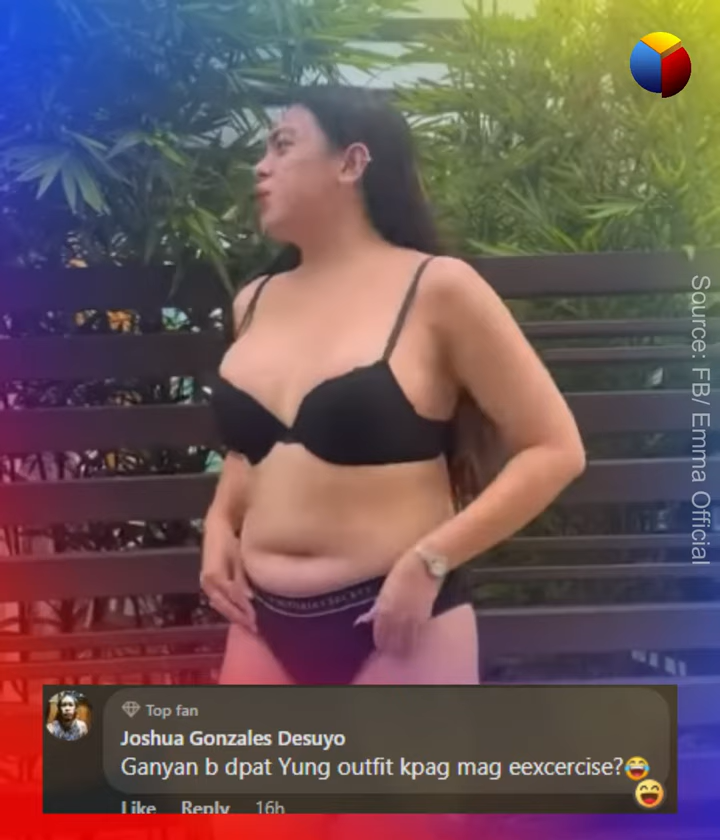 Source: FB/ Emma Official
Top fan
Joshua Gonzales Desuyo
Ganyan b dpat Yung outfit kpag mag eexcercise?😂
Like Reply 16h